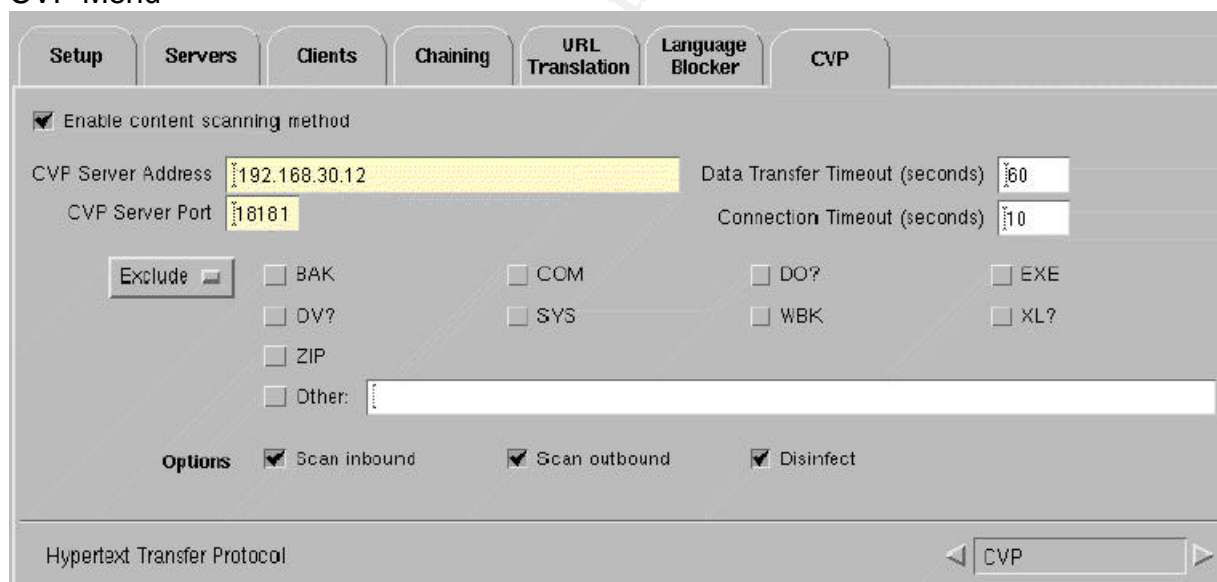 CVP Menu
Setup
Servers
Clients
Chaining
URL
Translation
Language
Blocker
CVP
Enable content scanning method
CVP Server Address 192.168.30.12 Data Transfer Timeout (seconds) 60
CVP Server Port 18181 Connection Timeout (seconds) 10
Exclude BAK COM DO? EXE
OV? SYS WBK XL?
ZIP
Other:
Options Scan inbound Scan outbound Disinfect
Hypertext Transfer Protocol CVP